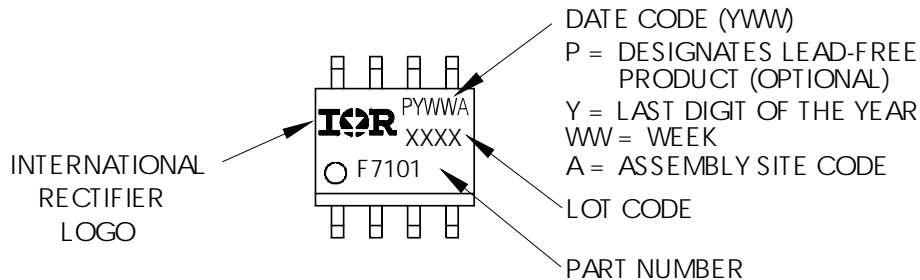 DATE CODE (YWW)
P = DESIGNATES LEAD-FREE
PRODUCT (OPTIONAL)
Y = LAST DIGIT OF THE YEAR
WW = WEEK
A = ASSEMBLY SITE CODE
LOT CODE
PART NUMBER
INTERNATIONAL
RECTIFIER
LOGO
IOR
PYWWA
XXXX
F7101